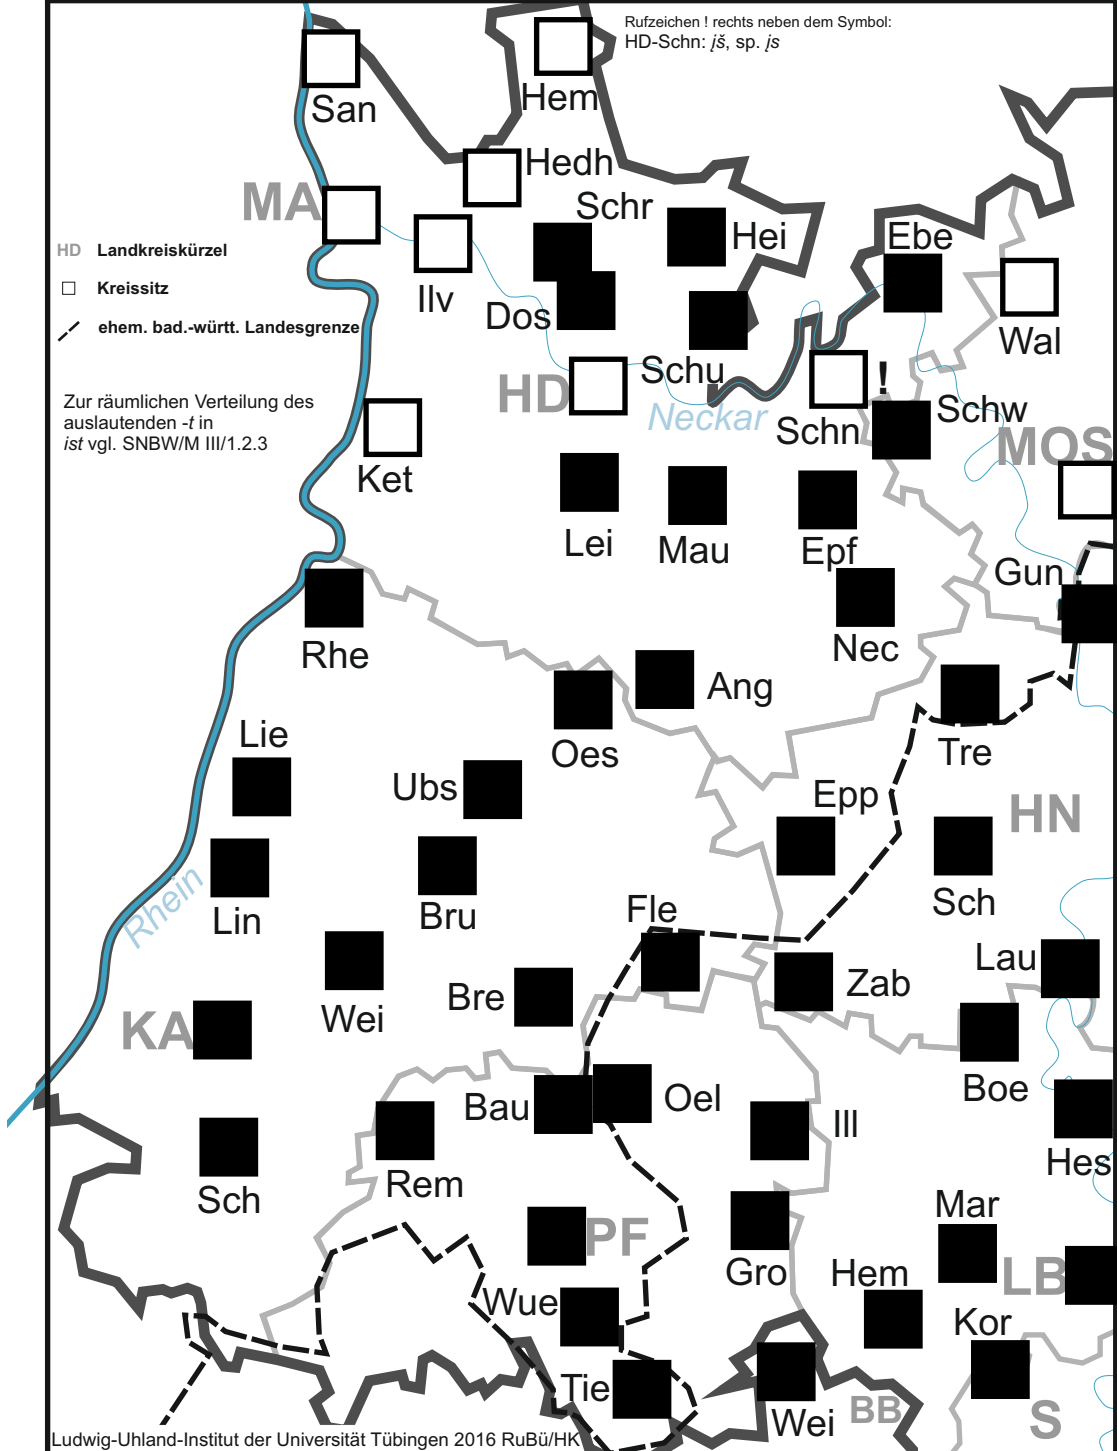 Rufzeichen ! rechts neben dem Symbol:
HD-Schn: įš, sp. įs
San
Hem
Hedh
MA
Schr
Hei
Ebe
HD Landkreiskürzel
Kreissitz
ehem. bad.-württ. Landesgrenze
Ilv
Dos
Wal
Schu
HD
Neckar
!
Schn
Schw
MOS
Zur räumlichen Verteilung des
auslautenden -t in
ist vgl. SNBW/M III/1.2.3
Ket
Lei
Mau
Epf
Gun
Rhe
Nec
Ang
Oes
Tre
Lie
Ubs
Epp
HN
Lin
Rhein
Bru
Sch
Fle
Lau
Wei
Bre
Zab
KA
Boe
Bau
Oel
Ill
Hes
Sch
Rem
Mar
PF
Gro
Hem
LB
Wue
Kor
Tie
Wei
BB
S
Ludwig-Uhland-Institut der Universität Tübingen 2016 RuBü/HK